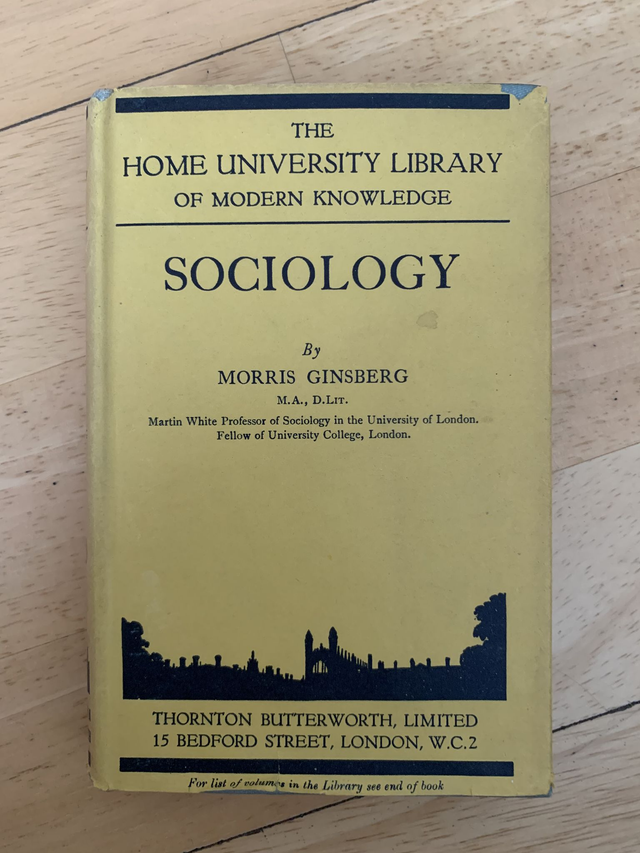 THE
HOME UNIVERSITY LIBRARY
OF MODERN KNOWLEDGE
SOCIOLOGY
By
MORRIS GINSBERG
M.A., D.LIT.
Martin White Professor of Sociology in the University of London.
Fellow of University College, London.
THORNTON BUTTERWORTH, LIMITED
15 BEDFORD STREET, LONDON, W.C.2
For list of volumes in the Library see end of book